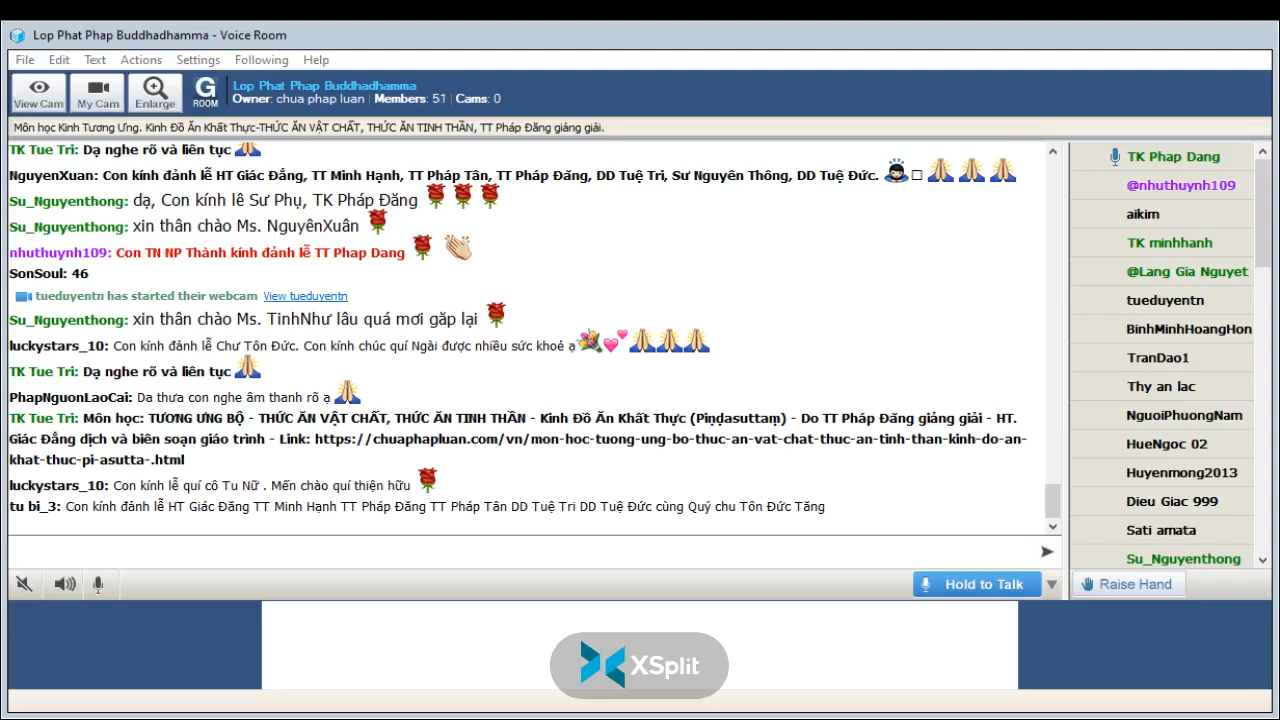 Lop Phat Phap Buddhadhamma - Voice Room
File Edit Text Actions Settings Following Help
View Cam My Cam Enlarge G ROOM
Lop Phat Phap Buddhadhamma
Owner: chua phap luan | Members: 51 | Cams: 0
Môn học Kinh Tương Ưng. Kinh Đồ Ăn Khất Thực-THỨC ĂN VẬT CHẤT, THỨC ĂN TINH THẦN, TT Pháp Đăng giảng giải.
TK Tue Tri: Dạ nghe rõ và liên tục
NguyenXuan: Con kính đảnh lễ HT Giác Đẳng, TT Minh Hạnh, TT Pháp Tân, TT Pháp Đăng, DD Tuệ Tri, Sư Nguyên Thông, DD Tuệ Đức.
Su_Nguyenthong: dạ, Con kính lê Sư Phụ, TK Pháp Đăng
Su_Nguyenthong: xin thân chào Ms. NguyênXuân
nhuthuynh109: Con TN NP Thành kính đảnh lễ TT Phap Dang
SonSoul: 46
tueduyentn has started their webcam View tueduyentn
Su_Nguyenthong: xin thân chào Ms. TinhNhư lâu quá mơi gặp lại
luckystars_10: Con kính đảnh lễ Chư Tôn Đức. Con kính chúc quí Ngài được nhiều sức khoẻ ạ
TK Tue Tri: Dạ nghe rõ và liên tục
PhapNguonLaoCai: Da thưa con nghe âm thanh rõ ạ
TK Tue Tri: Môn học: TƯƠNG ƯNG BỘ - THỨC ĂN VẬT CHẤT, THỨC ĂN TINH THẦN - Kinh Đồ Ăn Khất Thực (Piṇḍasuttaṃ) - Do TT Pháp Đăng giảng giải - HT.
Giác Đẳng dịch và biên soạn giáo trình - Link: https://chuaphapluan.com/vn/mon-hoc-tuong-ung-bo-thuc-an-vat-chat-thuc-an-tinh-than-kinh-do-an-
khat-thuc-pi-asutta-.html
luckystars_10: Con kính lễ quí cô Tu Nữ . Mến chào quí thiện hữu
tu bi_3: Con kính đảnh lễ HT Giác Đăng TT Minh Hạnh TT Pháp Đăng TT Pháp Tân DD Tuệ Tri DD Tuệ Đức cùng Quý chu Tôn Đức Tăng
TK Phap Dang
@nhuthuynh109
aikim
TK minhhanh
@Lang Gia Nguyet
tueduyentn
BinhMinhHoangHon
TranDao1
Thy an lac
NguoiPhuongNam
HueNgoc 02
Huyenmong2013
Dieu Giac 999
Sati amata
Su_Nguyenthong
Hold to Talk
Raise Hand
XSplit